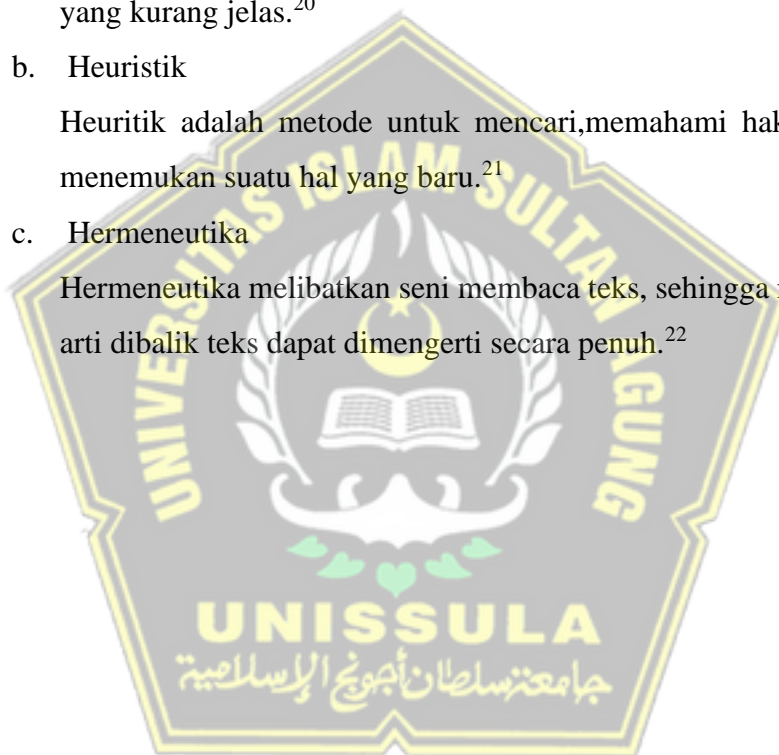 yang kurang jelas.20
b. Heuristik
Heuritik adalah metode untuk mencari,memahami
menemukan suatu hal yang baru.21
c. Hermeneutika
Hermeneutika melibatkan seni membaca teks, sehingga
arti dibalik teks dapat dimengerti secara penuh.22
UNIVERSITAS ISLAM SULTAN AGUNG
UNISSULA
جامعة سلطان أجونج الإسلامية